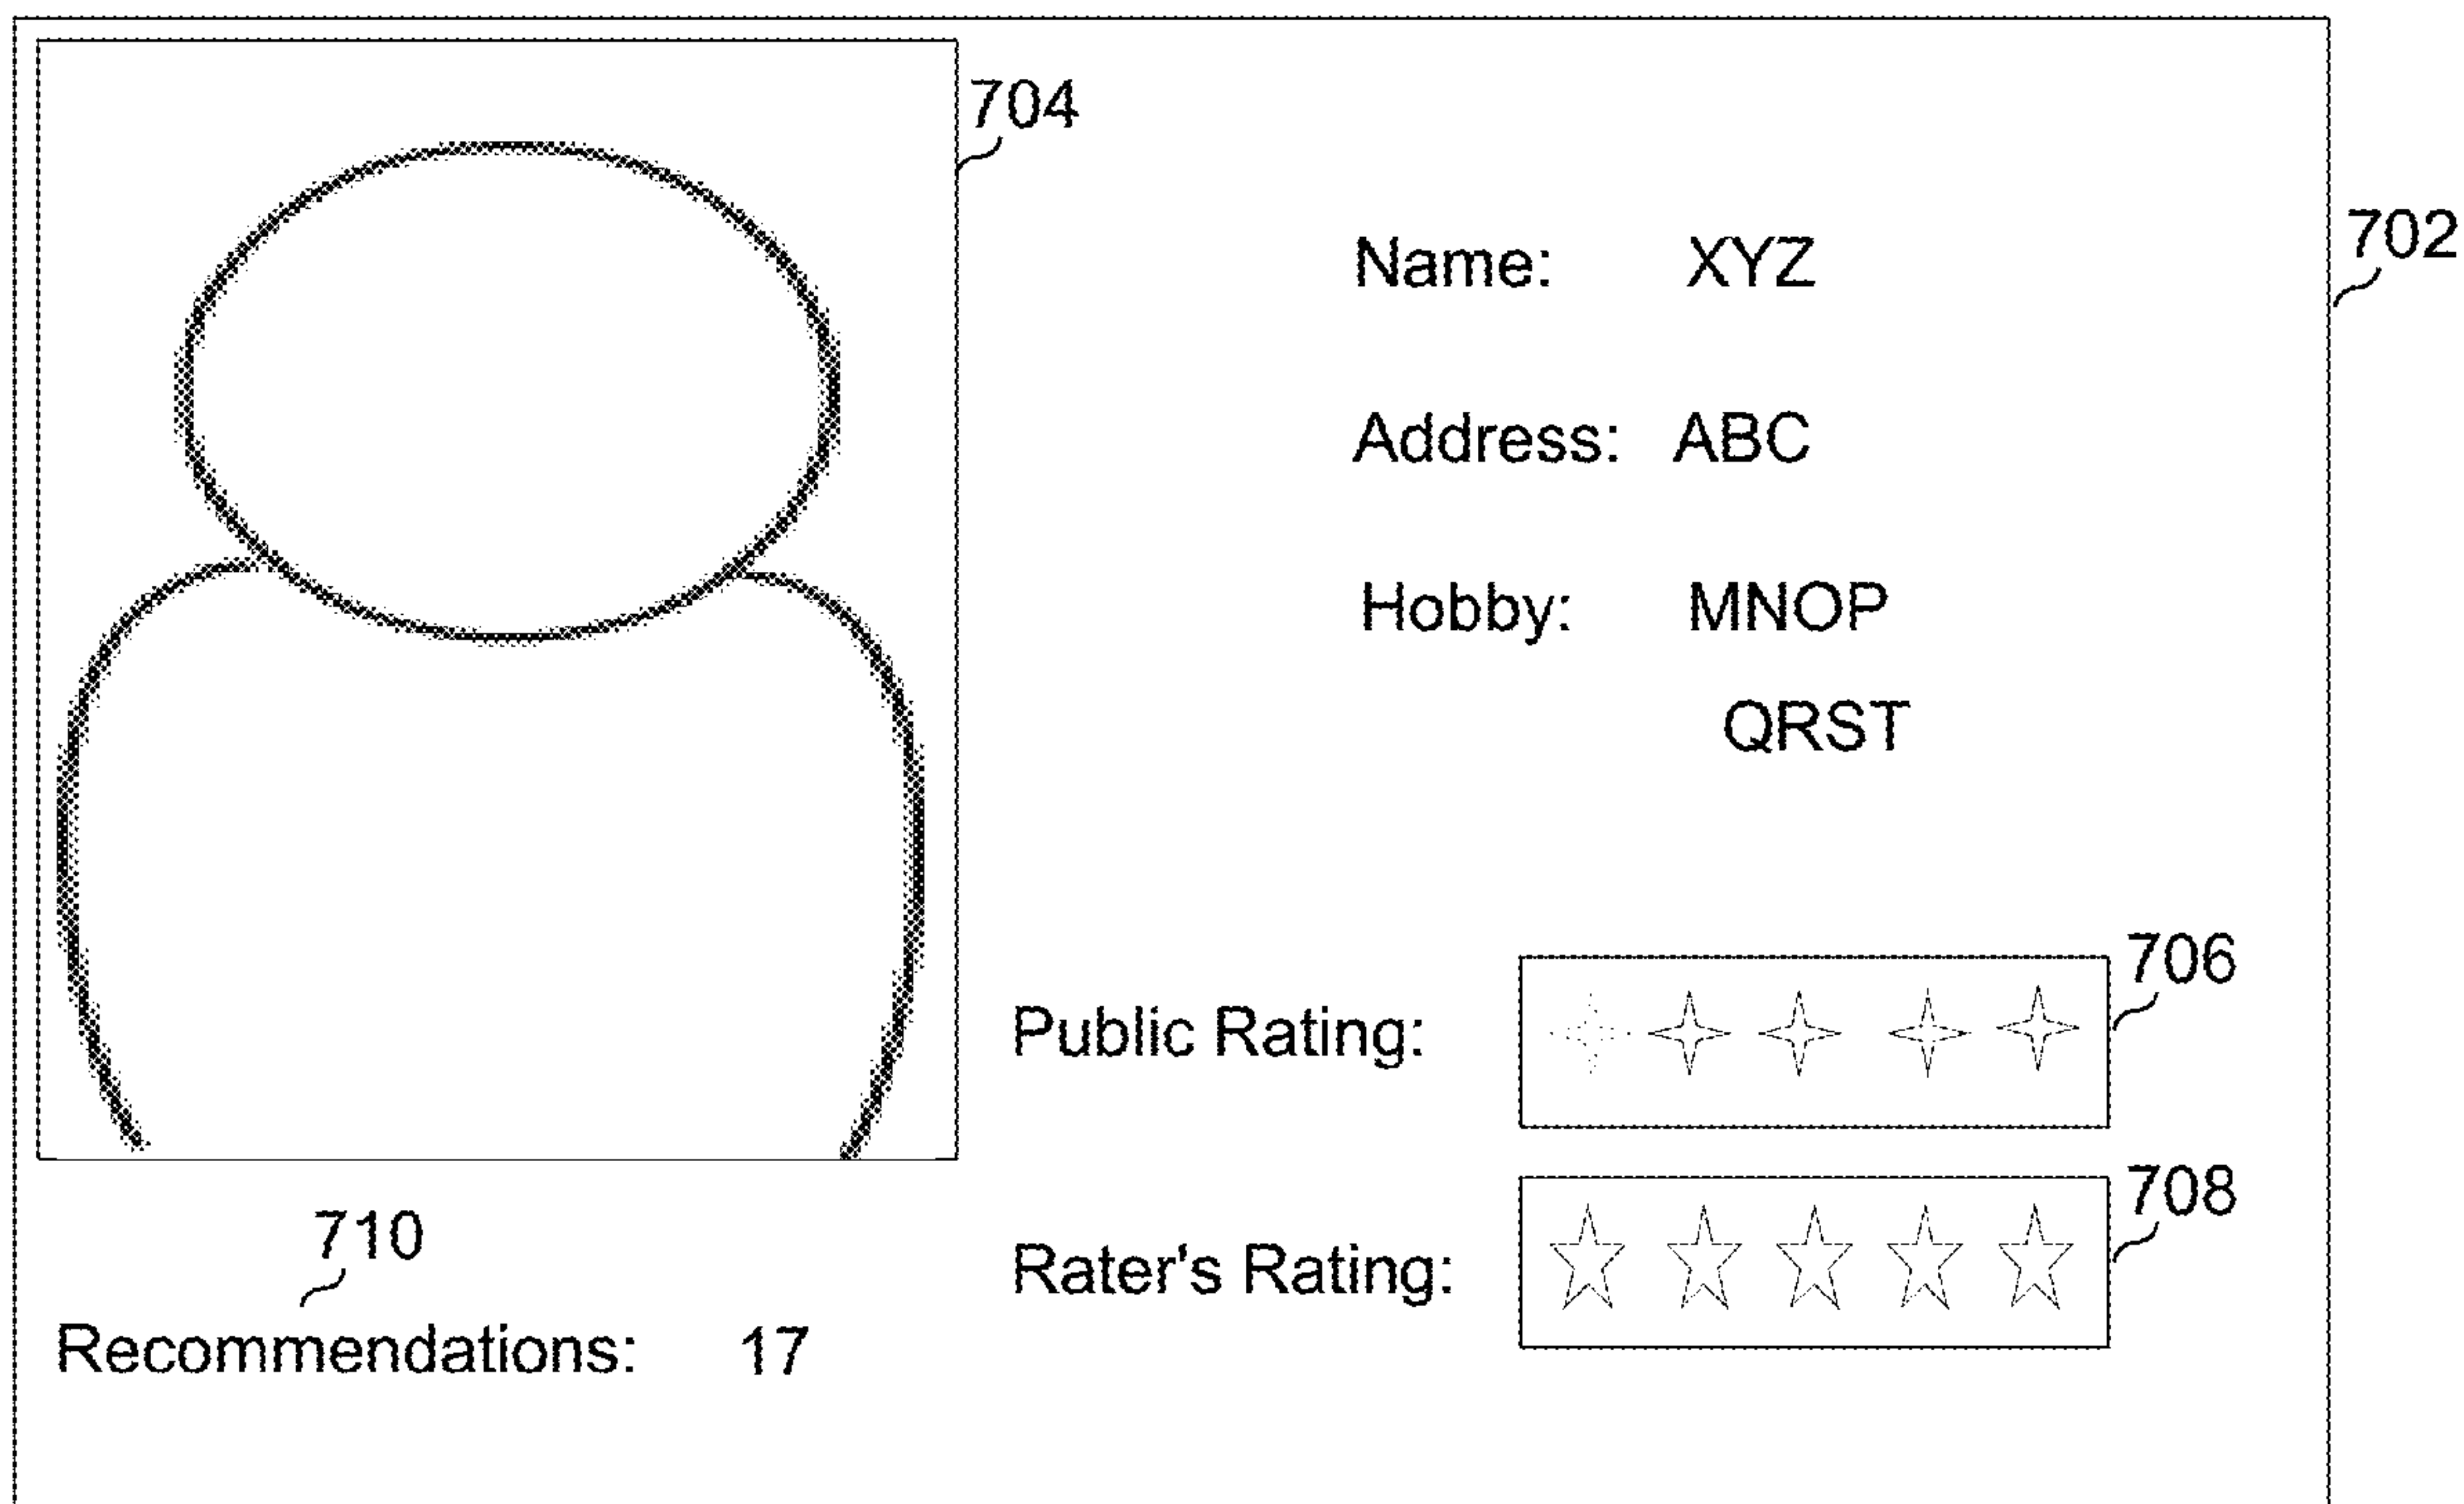 704
702
Name: XYZ
Address: ABC
Hobby: MNOP
QRST
706
Public Rating:
708
Rater's Rating:
710
Recommendations: 17